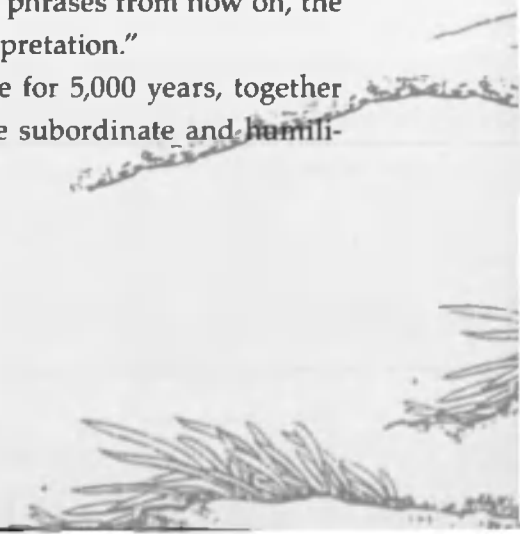 phrases from now on, the
pretation.”
e for 5,000 years, together
e subordinate and humili-